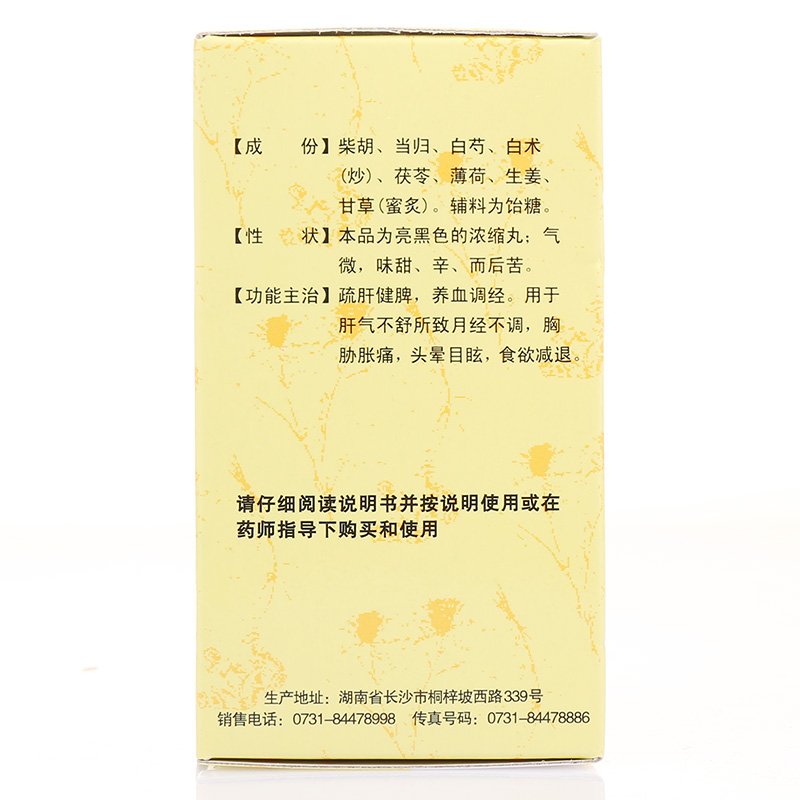 【成　　份】柴胡、当归、白芍、白术
(炒)、茯苓、薄荷、生姜、
甘草(蜜炙)。辅料为饴糖。
【性　　状】本品为亮黑色的浓缩丸；气
微，味甜、辛、而后苦。
【功能主治】疏肝健脾，养血调经。用于
肝气不舒所致月经不调，胸
胁胀痛，头晕目眩，食欲减退。
请仔细阅读说明书并按说明使用或在
药师指导下购买和使用
生产地址：湖南省长沙市桐梓坡西路339号
销售电话：0731-84478998　传真号码：0731-84478886